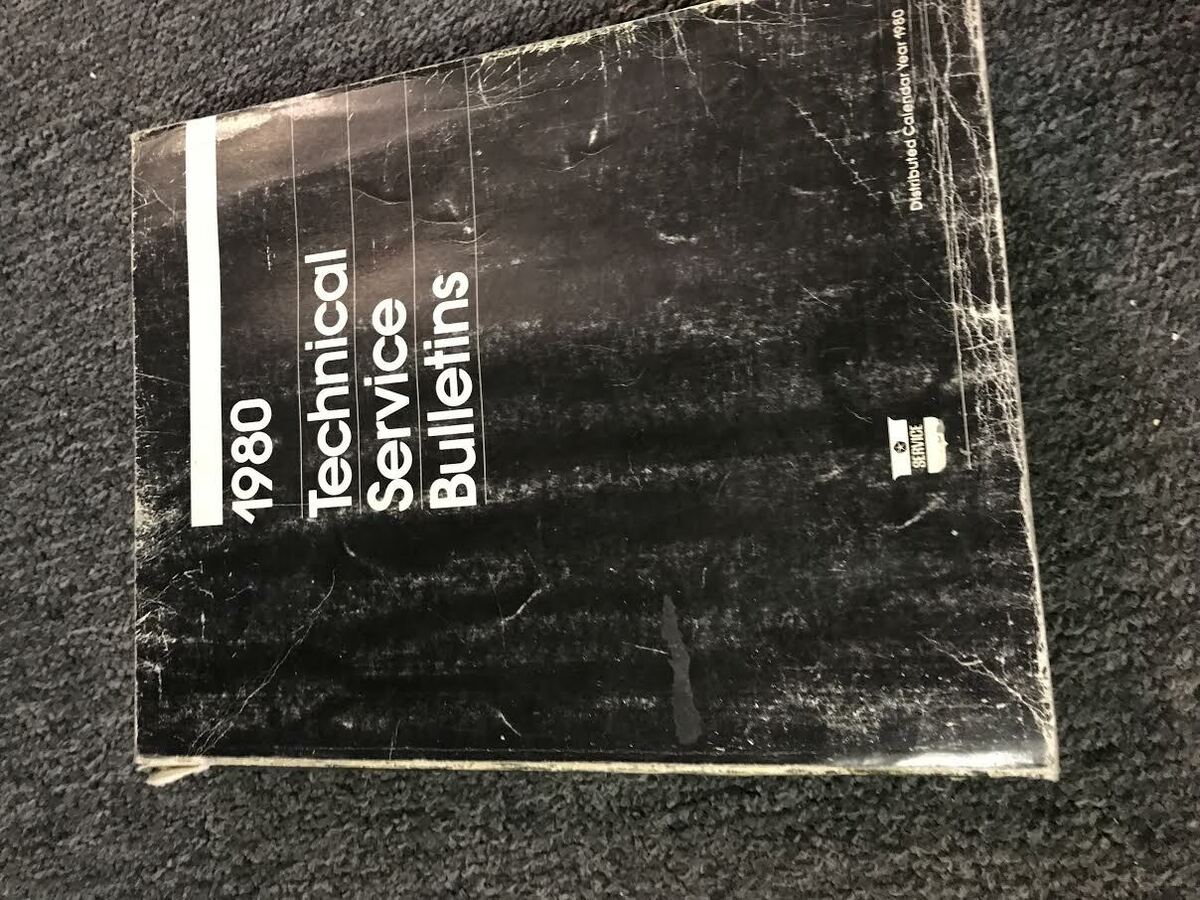 1980
Technical
Service
Bulletins
SERVICE
Distributed Calendar Year 1980